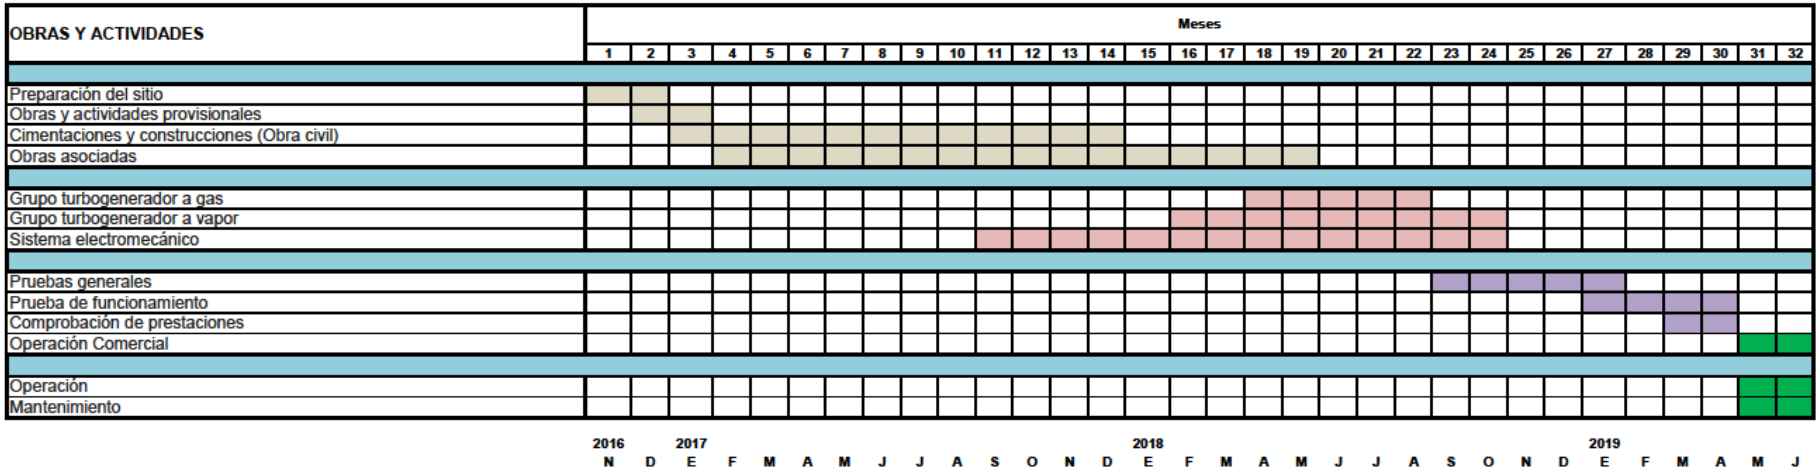 OBRAS Y ACTIVIDADES
Meses
1 2 3 4 5 6 7 8 9 10 11 12 13 14 15 16 17 18 19 20 21 22 23 24 25 26 27 28 29 30 31 32
Preparación del sitio
Obras y actividades provisionales
Cimentaciones y construcciones (Obra civil)
Obras asociadas
Grupo turbogenerador a gas
Grupo turbogenerador a vapor
Sistema electromecánico
Pruebas generales
Prueba de funcionamiento
Comprobación de prestaciones
Operación Comercial
Operación
Mantenimiento
2016 2017 2018 2019
N D E F M A M J J A S O N D E F M A M J J A S O N D E F M A M J